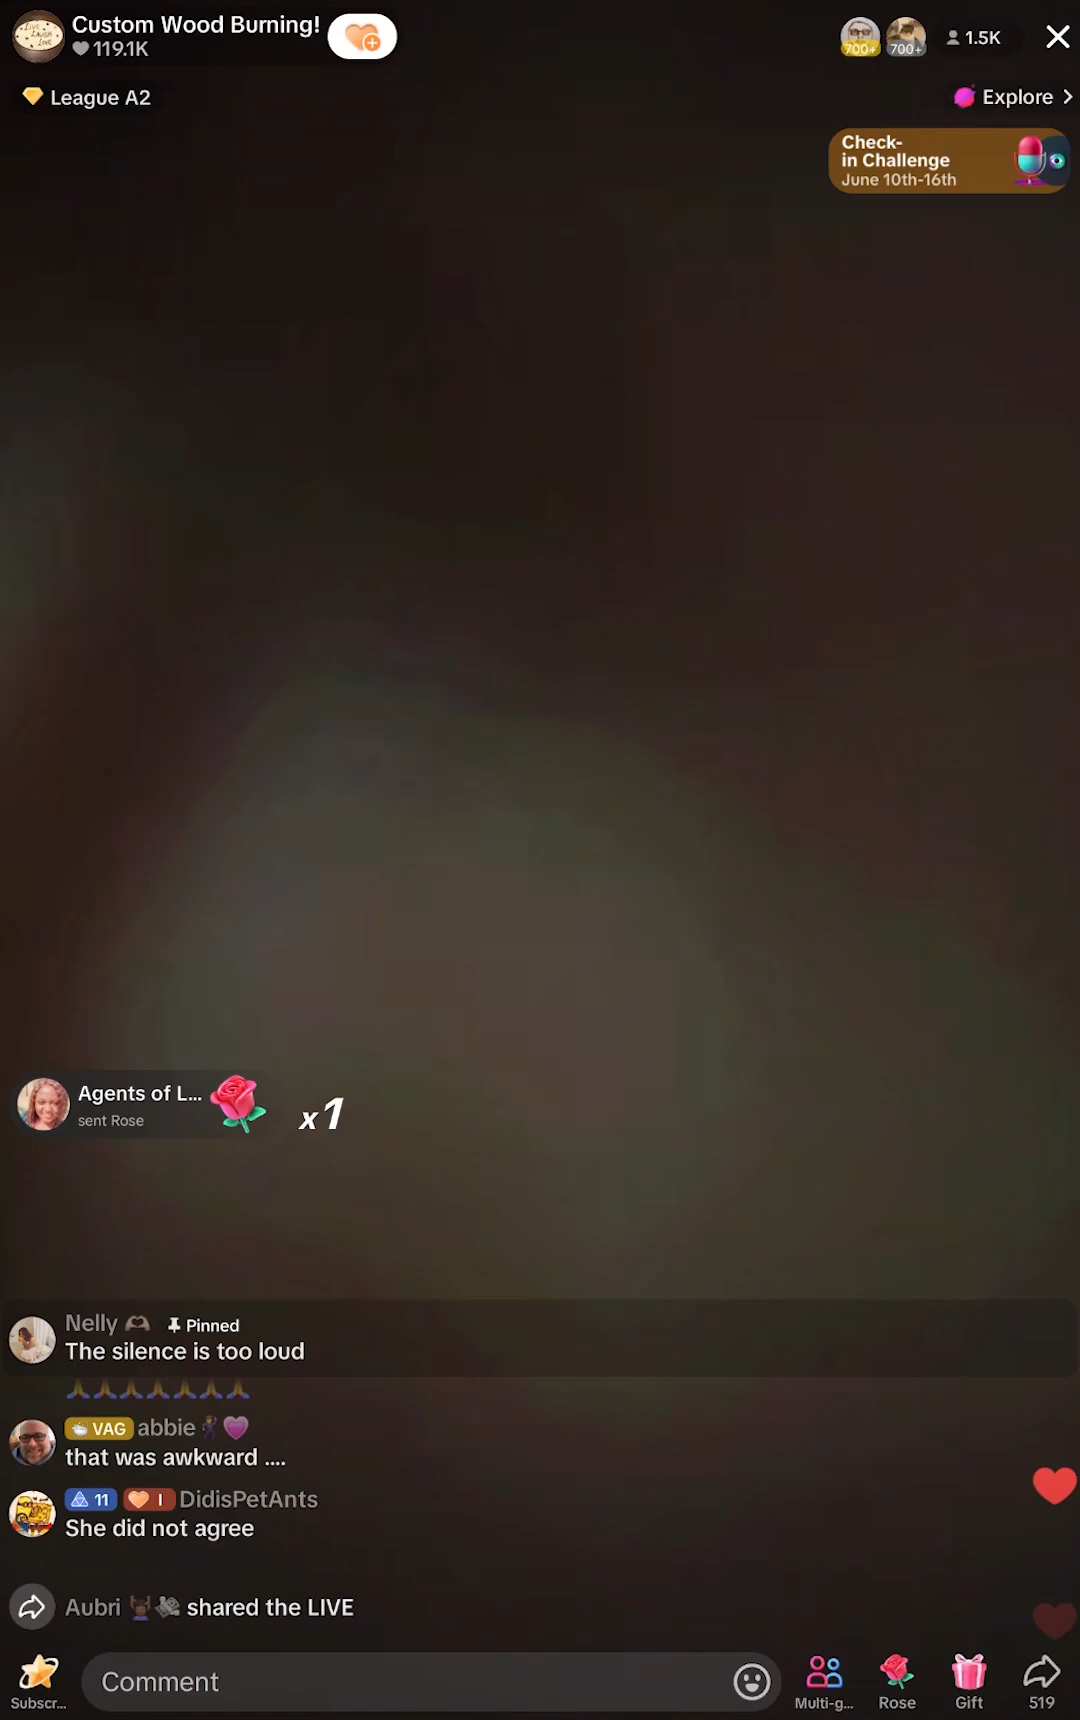 Custom Wood Burning!
119.1K
700+
700+
1.5K
League A2
Explore
Check-
in Challenge
June 10th-16th
Agents of L...
sent Rose
x1
Nelly Pinned
The silence is too loud
VAG abbie
that was awkward ....
11 I DidisPetAnts
She did not agree
Aubri shared the LIVE
Comment
Subscr...
Multi-g...
Rose
Gift
519